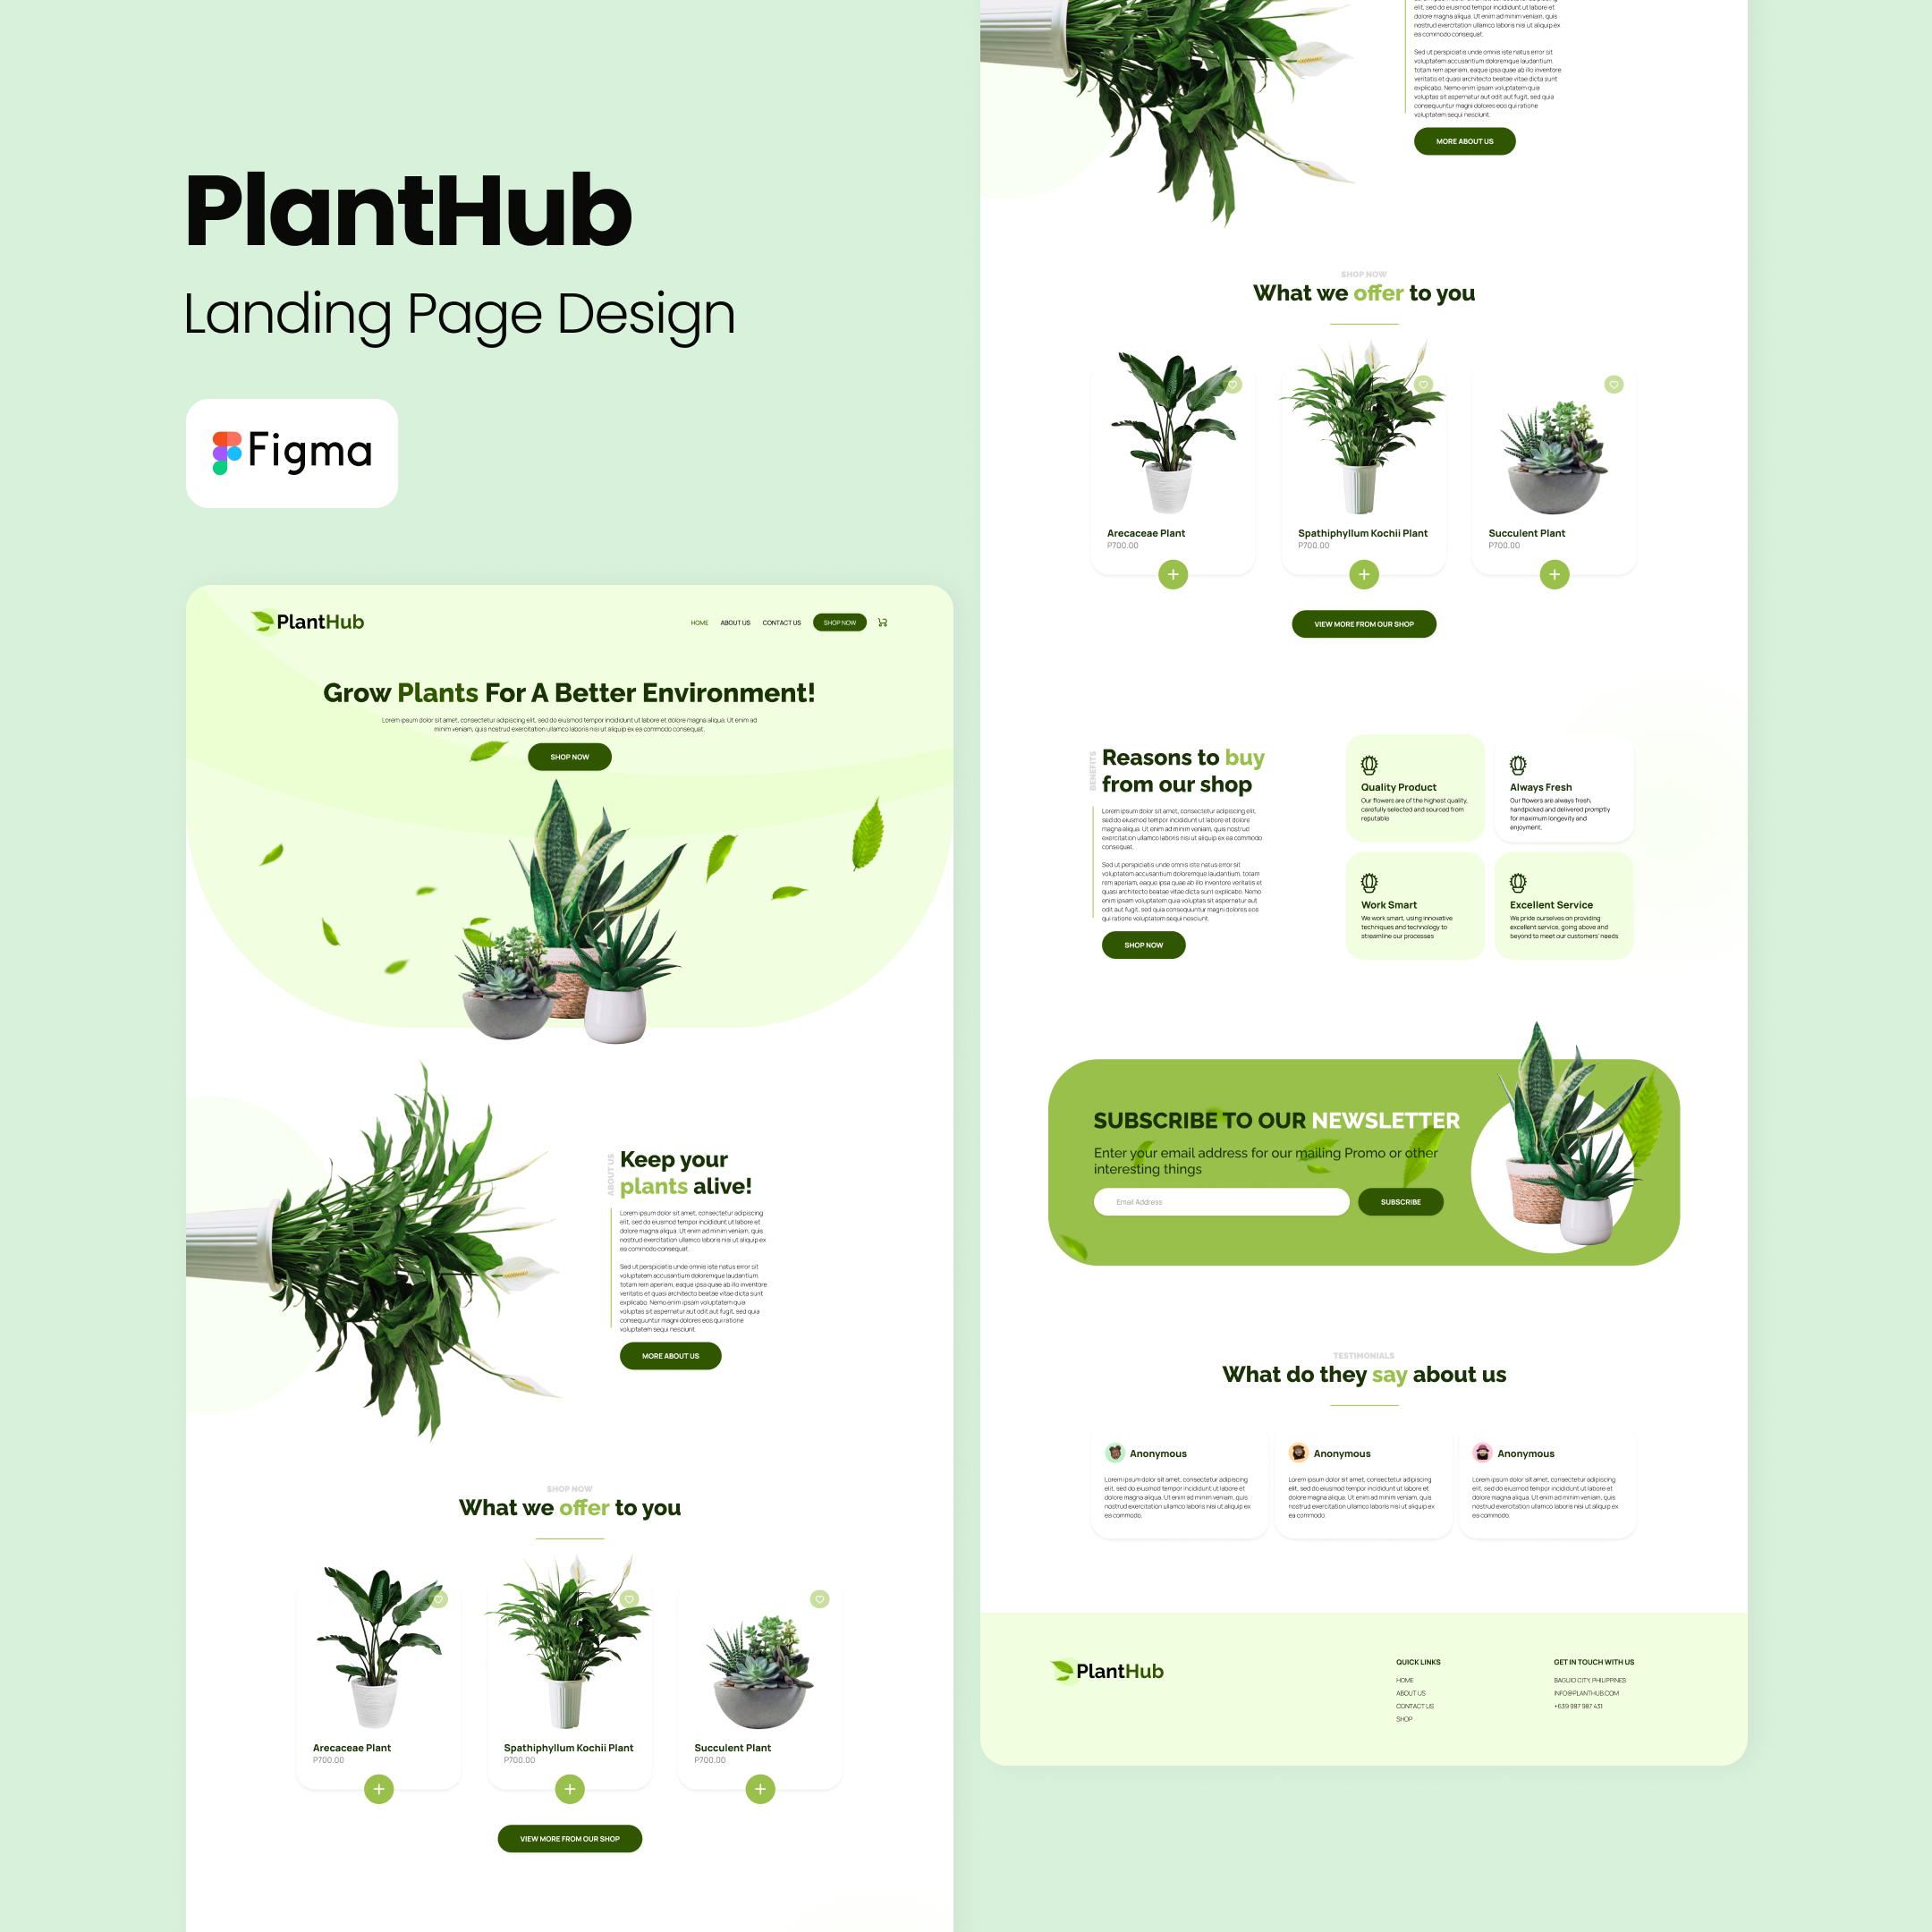 PlantHub
Landing Page Design
Figma
PlantHub
HOME
ABOUT US
CONTACT US
SHOP NOW
Grow Plants For A Better Environment!
Lorem ipsum dolor sit amet, consectetur adipiscing elit, sed do eiusmod tempor incididunt ut labore et dolore magna aliqua. Ut enim ad
minim veniam, quis nostrud exercitation ullamco laboris nisi ut aliquip ex ea commodo consequat.
SHOP NOW
ABOUT US
Keep your
plants alive!
Lorem ipsum dolor sit amet, consectetur adipiscing
elit, sed do eiusmod tempor incididunt ut labore et
dolore magna aliqua. Ut enim ad minim veniam, quis
nostrud exercitation ullamco laboris nisi ut aliquip ex
ea commodo consequat.
Sed ut perspiciatis unde omnis iste natus error sit
voluptatem accusantium doloremque laudantium,
totam rem aperiam, eaque ipsa quae ab illo inventore
veritatis et quasi architecto beatae vitae dicta sunt
explicabo. Nemo enim ipsam voluptatem quia
voluptas sit aspernatur aut odit aut fugit, sed quia
consequuntur magni dolores eos qui ratione
voluptatem sequi nesciunt.
MORE ABOUT US
SHOP NOW
What we offer to you
Arecaceae Plant
P700.00
Spathiphyllum Kochii Plant
P700.00
Succulent Plant
P700.00
VIEW MORE FROM OUR SHOP
elit, sed do eiusmod tempor incididunt ut labore et
dolore magna aliqua. Ut enim ad minim veniam, quis
nostrud exercitation ullamco laboris nisi ut aliquip ex
ea commodo consequat.
Sed ut perspiciatis unde omnis iste natus error sit
voluptatem accusantium doloremque laudantium,
totam rem aperiam, eaque ipsa quae ab illo inventore
veritatis et quasi architecto beatae vitae dicta sunt
explicabo. Nemo enim ipsam voluptatem quia
voluptas sit aspernatur aut odit aut fugit, sed quia
consequuntur magni dolores eos qui ratione
voluptatem sequi nesciunt.
MORE ABOUT US
SHOP NOW
What we offer to you
Arecaceae Plant
P700.00
Spathiphyllum Kochii Plant
P700.00
Succulent Plant
P700.00
VIEW MORE FROM OUR SHOP
BENEFITS
Reasons to buy
from our shop
Lorem ipsum dolor sit amet, consectetur adipiscing elit,
sed do eiusmod tempor incididunt ut labore et dolore
magna aliqua. Ut enim ad minim veniam, quis nostrud
exercitation ullamco laboris nisi ut aliquip ex ea commodo
consequat.
Sed ut perspiciatis unde omnis iste natus error sit
voluptatem accusantium doloremque laudantium, totam
rem aperiam, eaque ipsa quae ab illo inventore veritatis et
quasi architecto beatae vitae dicta sunt explicabo. Nemo
enim ipsam voluptatem quia voluptas sit aspernatur aut
odit aut fugit, sed quia consequuntur magni dolores eos
qui ratione voluptatem sequi nesciunt.
SHOP NOW
Quality Product
Our flowers are of the highest quality,
carefully selected and sourced from
reputable
Always Fresh
Our flowers are always fresh,
handpicked and delivered promptly
for maximum longevity and
enjoyment.
Work Smart
We work smart, using innovative
techniques and technology to
streamline our processes
Excellent Service
We pride ourselves on providing
excellent service, going above and
beyond to meet our customers' needs
SUBSCRIBE TO OUR NEWSLETTER
Enter your email address for our mailing Promo or other
interesting things
Email Address
SUBSCRIBE
TESTIMONIALS
What do they say about us
Anonymous
Lorem ipsum dolor sit amet, consectetur adipiscing
elit, sed do eiusmod tempor incididunt ut labore et
dolore magna aliqua. Ut enim ad minim veniam, quis
nostrud exercitation ullamco laboris nisi ut aliquip ex
ea commodo.
Anonymous
Lorem ipsum dolor sit amet, consectetur adipiscing
elit, sed do eiusmod tempor incididunt ut labore et
dolore magna aliqua. Ut enim ad minim veniam, quis
nostrud exercitation ullamco laboris nisi ut aliquip ex
ea commodo.
Anonymous
Lorem ipsum dolor sit amet, consectetur adipiscing
elit, sed do eiusmod tempor incididunt ut labore et
dolore magna aliqua. Ut enim ad minim veniam, quis
nostrud exercitation ullamco laboris nisi ut aliquip ex
ea commodo.
PlantHub
QUICK LINKS
HOME
ABOUT US
CONTACT US
SHOP
GET IN TOUCH WITH US
BAGUIO CITY, PHILIPPINES
INFO@PLANTHUB.COM
+639 987 987 431